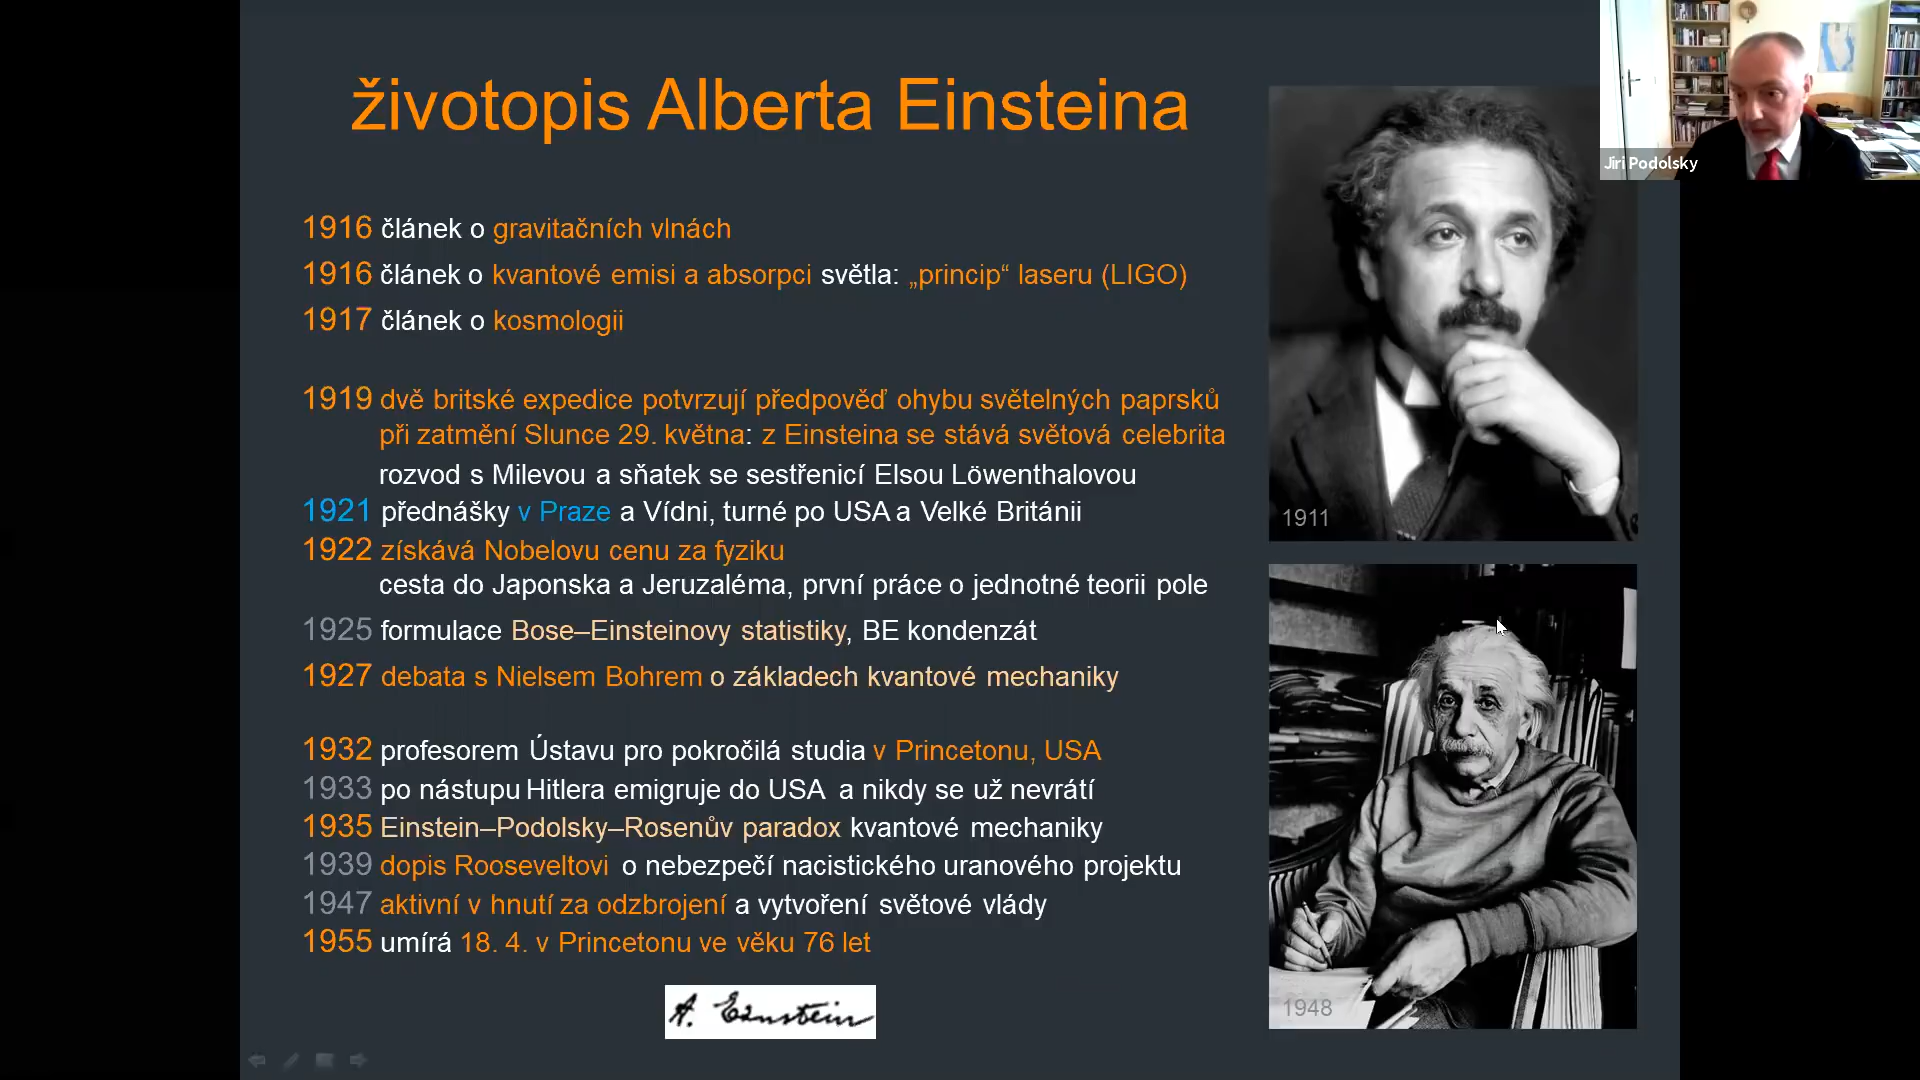 životopis Alberta Einsteina
Jiri Podolsky
1916 článek o gravitačních vlnách
1916 článek o kvantové emisi a absorpci světla: „princip“ laseru (LIGO)
1917 článek o kosmologii
1919 dvě britské expedice potvrzují předpověď ohybu světelných paprsků
při zatmění Slunce 29. května: z Einsteina se stává světová celebrita
rozvod s Milevou a sňatek se sestřenicí Elsou Löwenthalovou
1921 přednášky v Praze a Vídni, turné po USA a Velké Británii
1922 získává Nobelovu cenu za fyziku
cesta do Japonska a Jeruzaléma, první práce o jednotné teorii pole
1925 formulace Bose–Einsteinovy statistiky, BE kondenzát
1927 debata s Nielsem Bohrem o základech kvantové mechaniky
1932 profesorem Ústavu pro pokročilá studia v Princetonu, USA
1933 po nástupu Hitlera emigruje do USA a nikdy se už nevrátí
1935 Einstein–Podolsky–Rosenův paradox kvantové mechaniky
1939 dopis Rooseveltovi o nebezpečí nacistického uranového projektu
1947 aktivní v hnutí za odzbrojení a vytvoření světové vlády
1955 umírá 18. 4. v Princetonu ve věku 76 let
A. Einstein
1911
1948